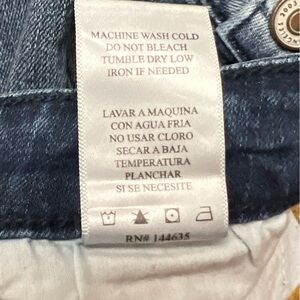 MACHINE WASH COLD
DO NOT BLEACH
TUMBLE DRY LOW
IRON IF NEEDED
LAVAR A MAQUINA
CON AGUA FRIA
NO USAR CLORO
SECAR A BAJA
TEMPERATURA
PLANCHAR
SI SE NECESITE
RN# 144635